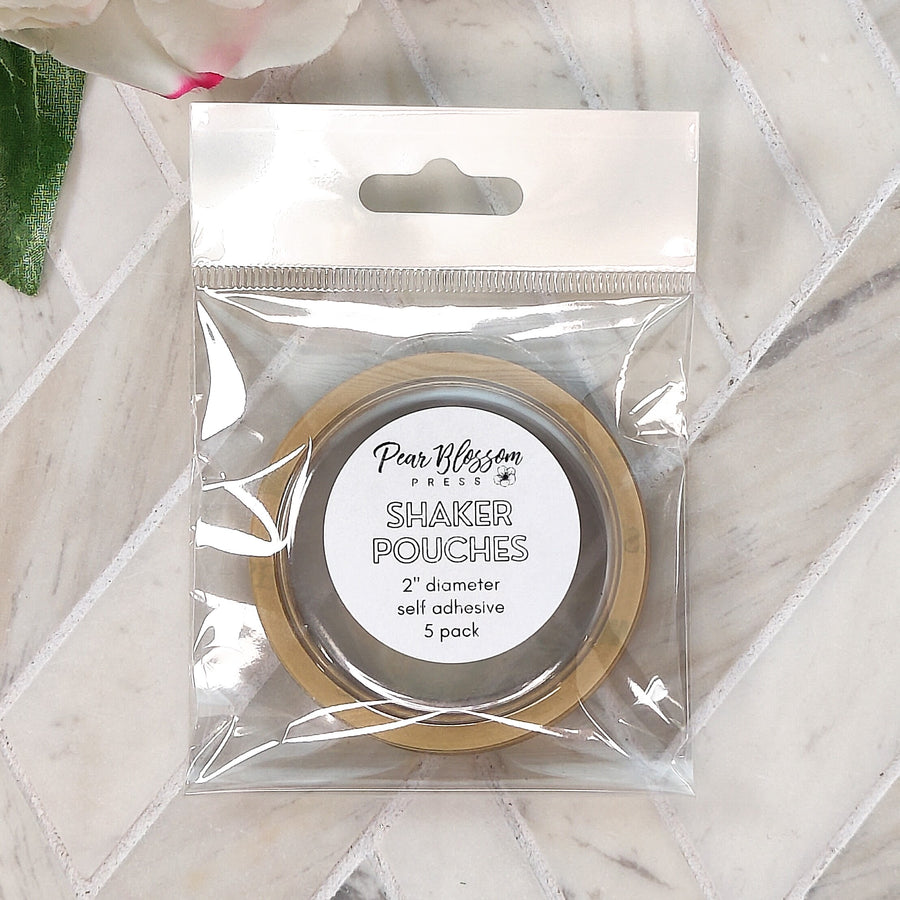 Pear Blossom
PRESS
SHAKER
POUCHES
2" diameter
self adhesive
5 pack